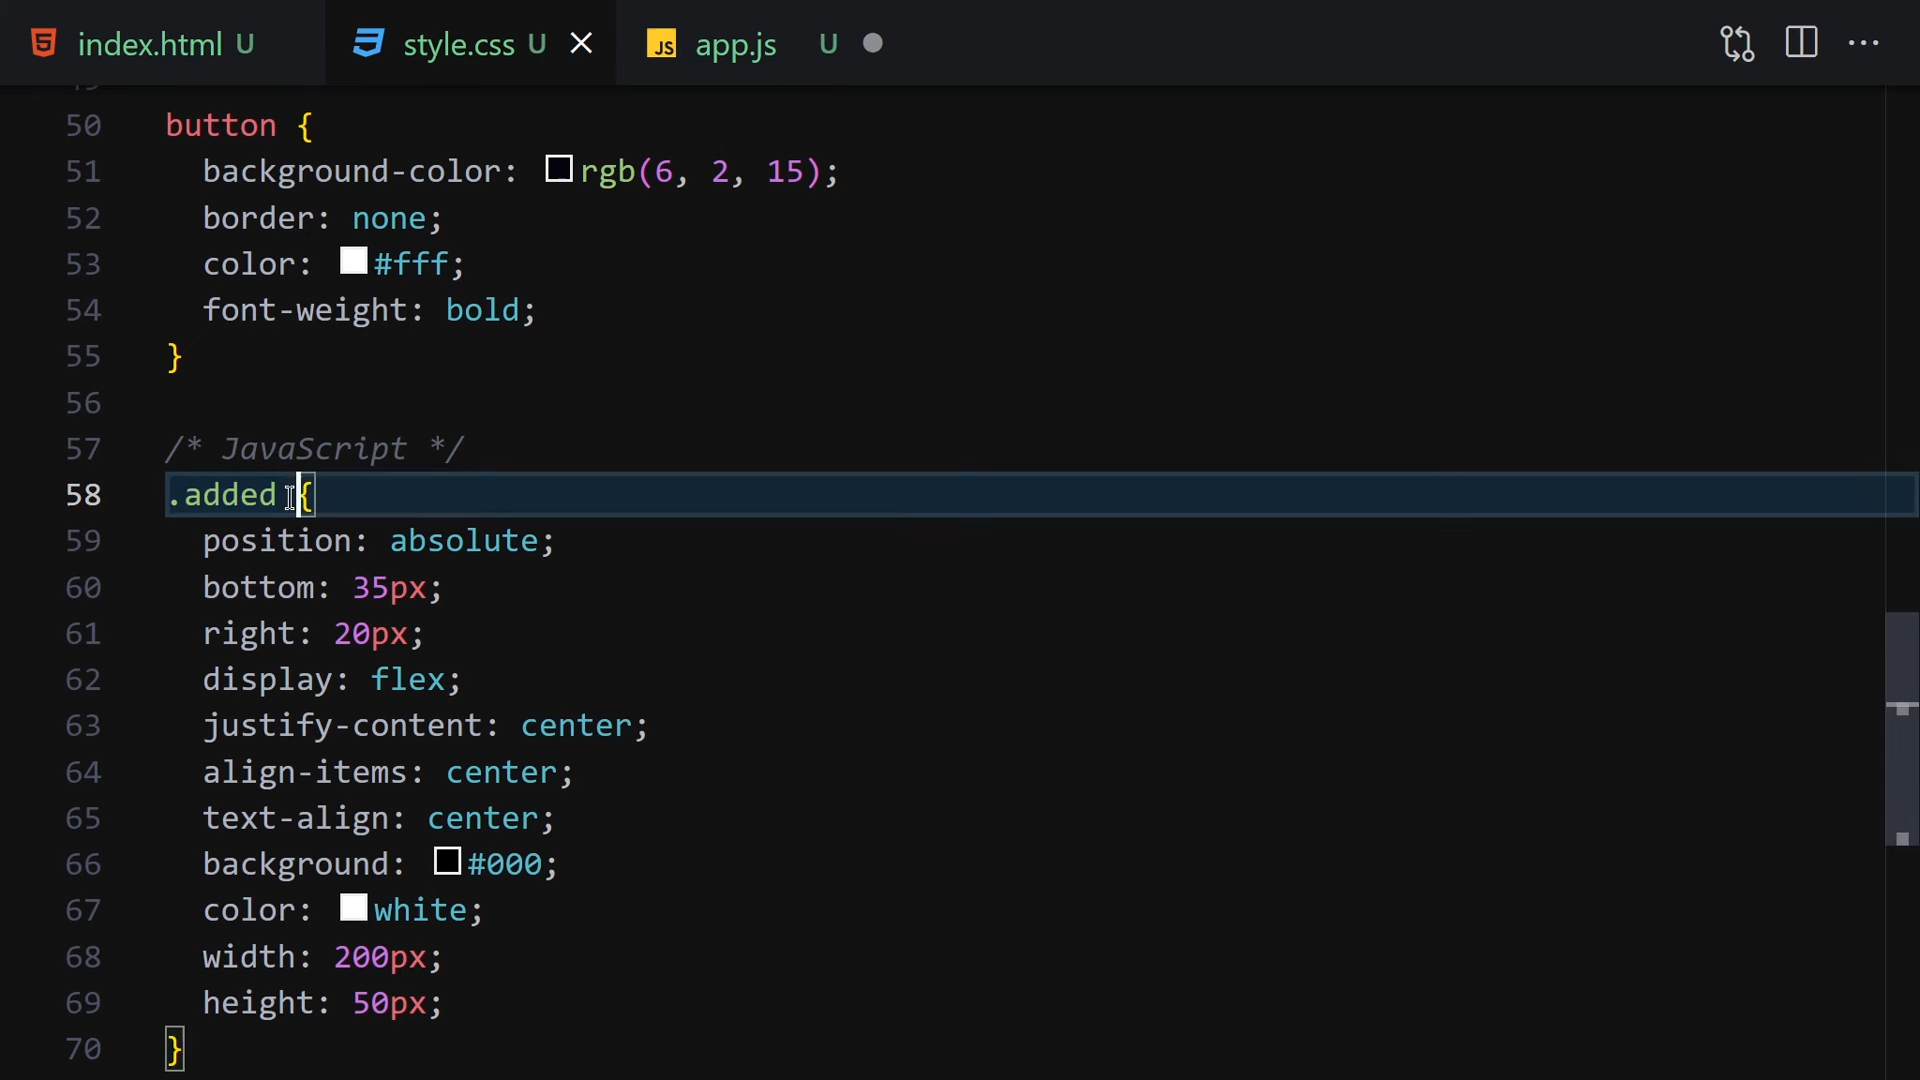 index.html U style.css U JS app.js U
50 button {
51 background-color: rgb(6, 2, 15);
52 border: none;
53 color: #fff;
54 font-weight: bold;
55 }
56
57 /* JavaScript */
58 .added {
59 position: absolute;
60 bottom: 35px;
61 right: 20px;
62 display: flex;
63 justify-content: center;
64 align-items: center;
65 text-align: center;
66 background: #000;
67 color: white;
68 width: 200px;
69 height: 50px;
70 }